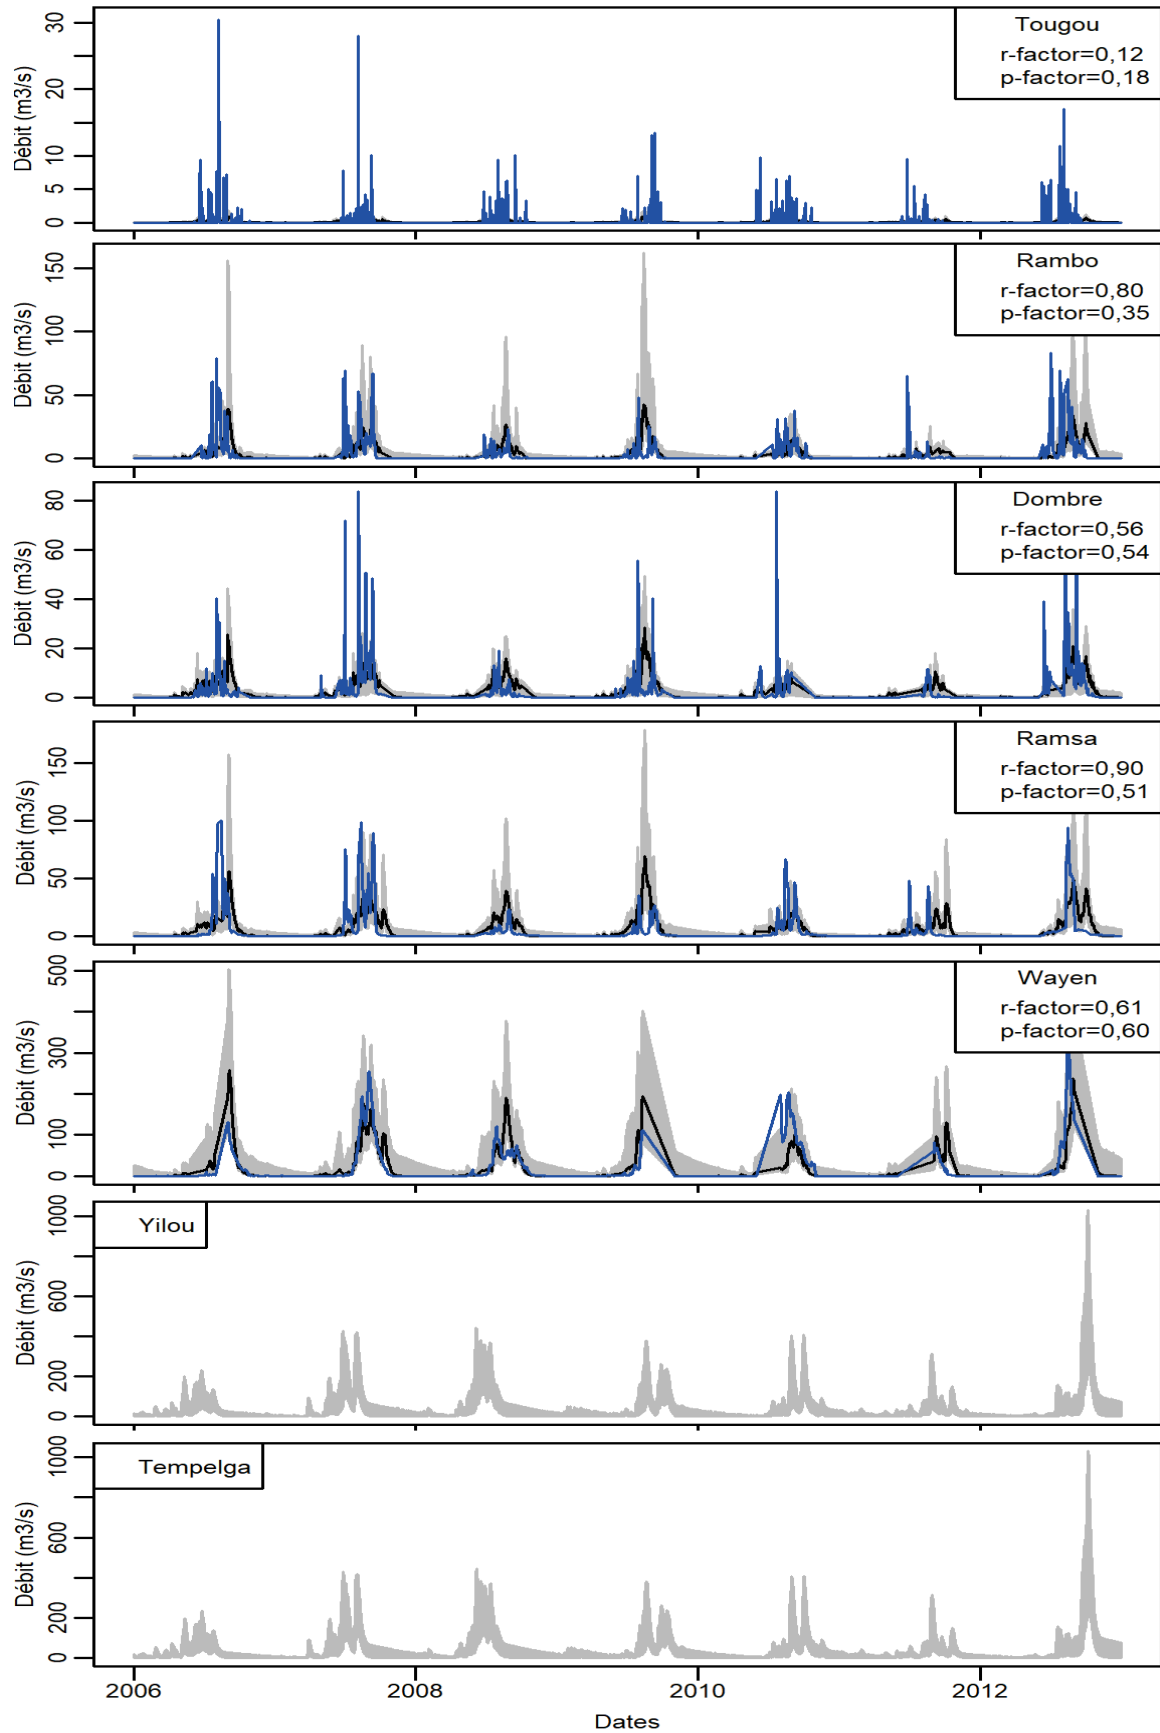 Débit (m3/s)
0
5
10
20
30
Tougou
r-factor=0,12
p-factor=0,18
Débit (m3/s)
0
50
100
150
Rambo
r-factor=0,80
p-factor=0,35
Débit (m3/s)
0
20
40
60
80
Dombre
r-factor=0,56
p-factor=0,54
Débit (m3/s)
0
50
100
150
Ramsa
r-factor=0,90
p-factor=0,51
Débit (m3/s)
0
100
300
500
Wayen
r-factor=0,61
p-factor=0,60
Débit (m3/s)
0
200
600
1000
Yilou
Débit (m3/s)
0
200
600
1000
Tempelga
2006
2008
2010
2012
Dates